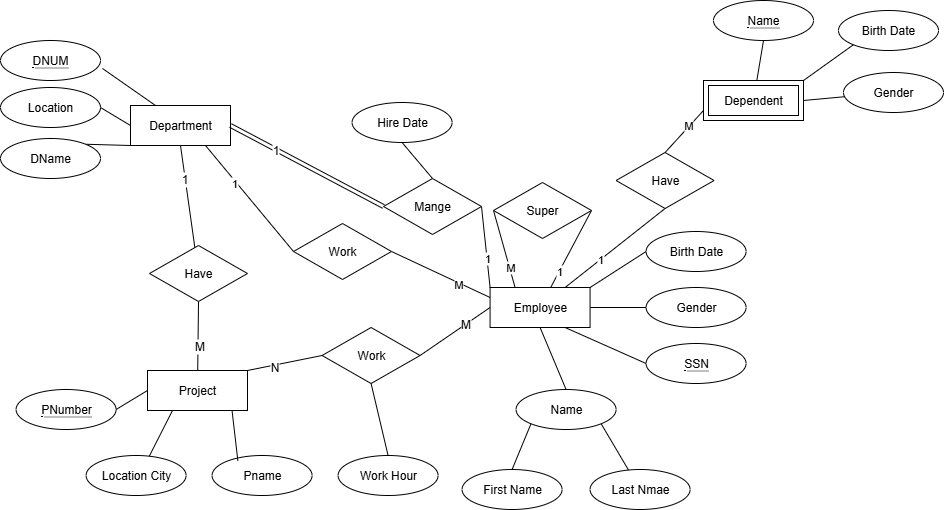 Name
Birth Date
DNUM
Gender
Dependent
Location
Department
Hire Date
M
1
DName
Have
1
1
Mange
Super
Work
Birth Date
1
M
1
1
Have
M
Employee
Gender
M
M
Work
SSN
N
Project
PNumber
Name
Location City
Pname
Work Hour
First Name
Last Nmae